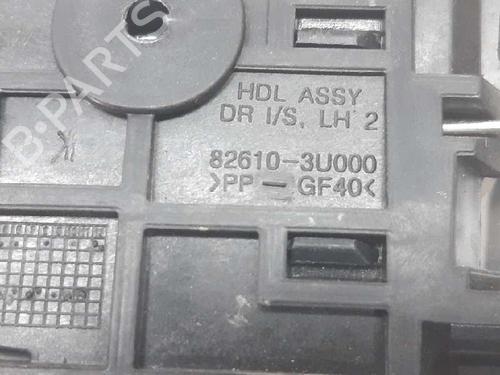 B-PARTS
HDL ASSY
DR I/S, LH 2
82610-3U000
>PP-GF40<